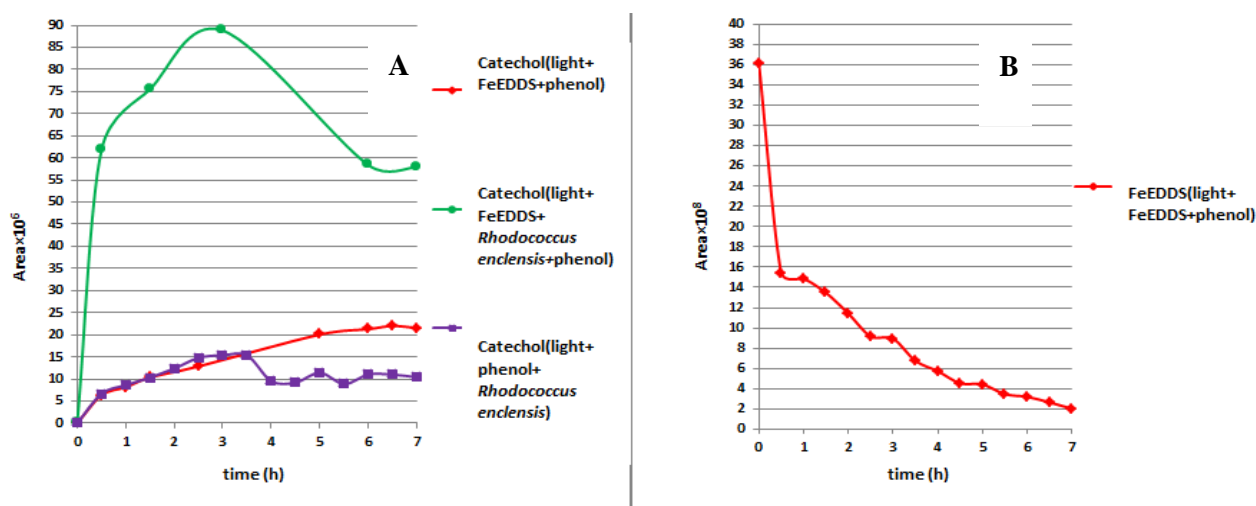 A
90
85
80
75
70
65
60
55
50
45
40
35
30
25
20
15
10
5
0
Area×10⁶
0 1 2 3 4 5 6 7
time (h)
Catechol(light+
FeEDDS+phenol)
Catechol(light+
FeEDDS+
Rhodococcus
enclensis+phenol)
Catechol(light+
phenol+
Rhodococcus
enclensis)
B
40
38
36
34
32
30
28
26
24
22
20
18
16
14
12
10
8
6
4
2
0
Area×10⁸
0 1 2 3 4 5 6 7
time (h)
FeEDDS(light+
FeEDDS+phenol)